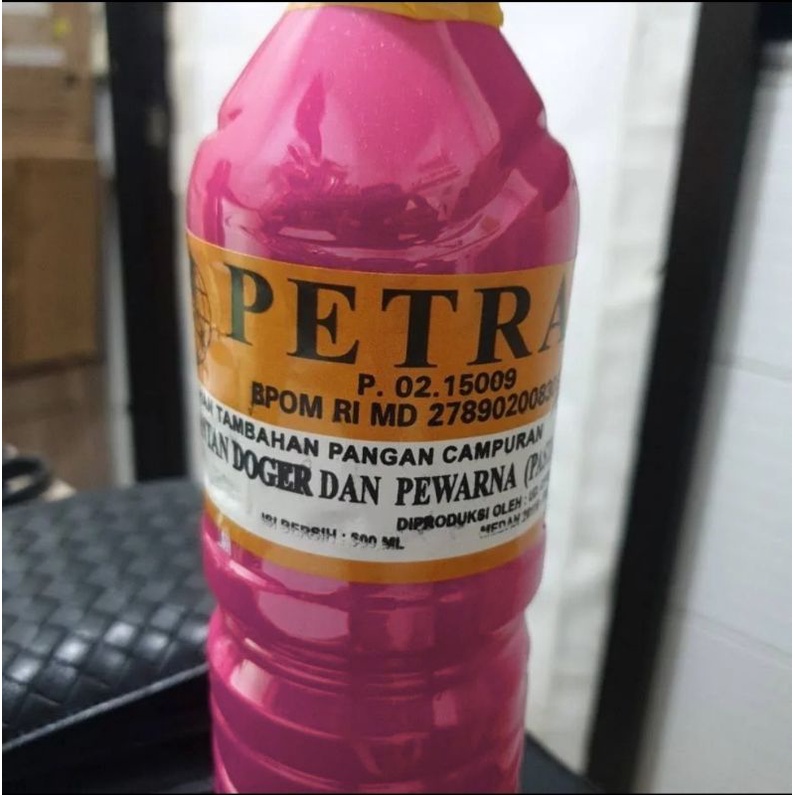 PETRA
P. 02.15009
BPOM RI MD 27890200830
TAMBAHAN PANGAN CAMPURAN
DOGER DAN PEWARNA
DIPRODUKSI OLEH :
ISI BERSIH : 500 ML
MEDAN